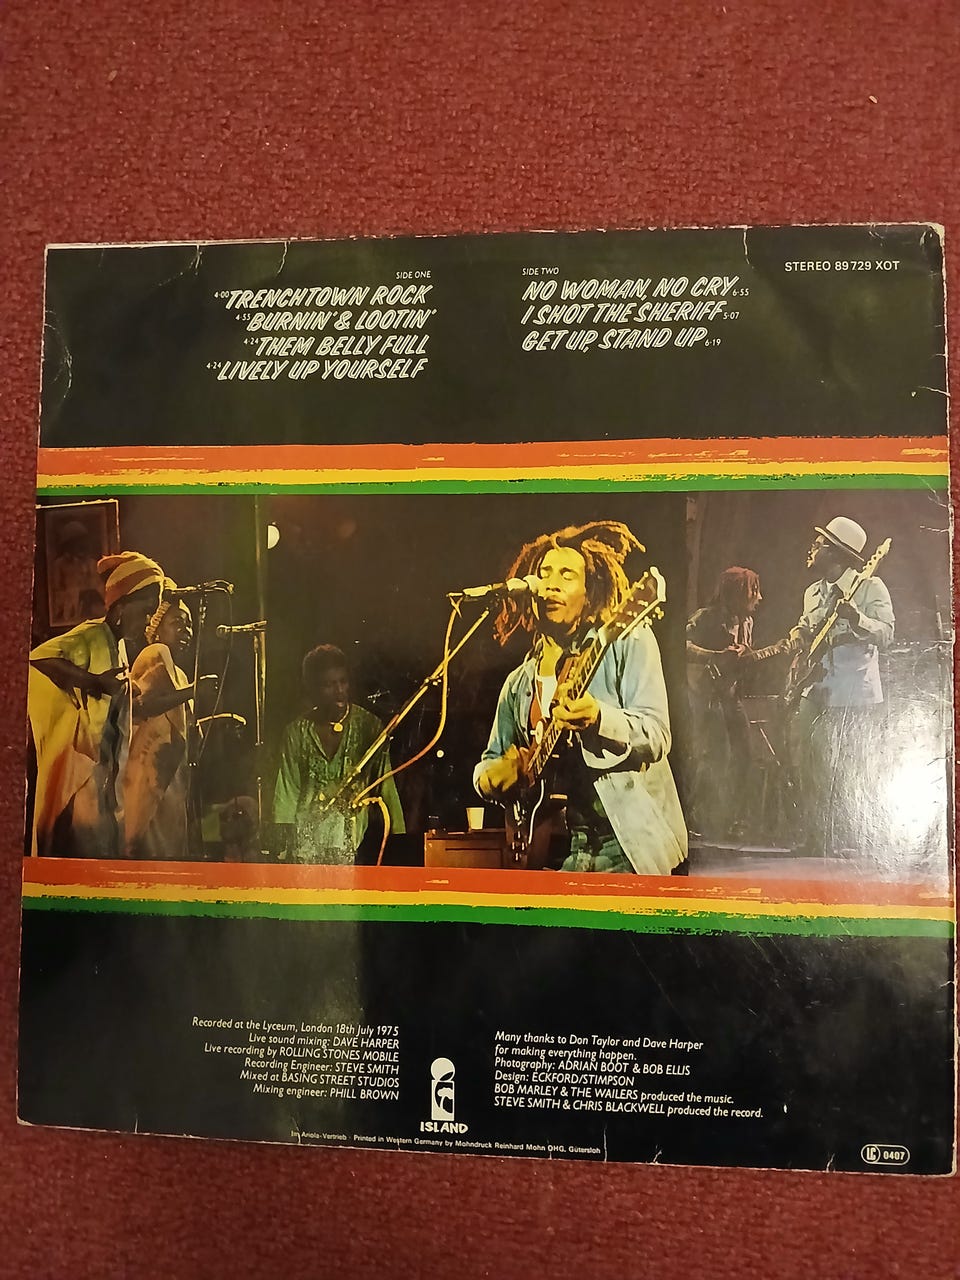 STEREO 89 729 XOT
SIDE ONE
4·00 TRENCHTOWN ROCK
4·55 BURNIN' & LOOTIN'
4·24 THEM BELLY FULL
4·24 LIVELY UP YOURSELF
SIDE TWO
NO WOMAN, NO CRY 6·55
I SHOT THE SHERIFF 5·07
GET UP, STAND UP 6·19
Recorded at the Lyceum, London 18th July 1975
Live sound mixing: DAVE HARPER
Live recording by ROLLING STONES MOBILE
Recording Engineer: STEVE SMITH
Mixed at BASING STREET STUDIOS
Mixing engineer: PHILL BROWN
Many thanks to Don Taylor and Dave Harper
for making everything happen.
Photography: ADRIAN BOOT & BOB ELLIS
Design: ECKFORD/STIMPSON
BOB MARLEY & THE WAILERS produced the music.
STEVE SMITH & CHRIS BLACKWELL produced the record.
ISLAND
Im Ariola-Vertrieb · Printed in Western Germany by Mohndruck Reinhard Mohn OHG, Gütersloh
LC 0407